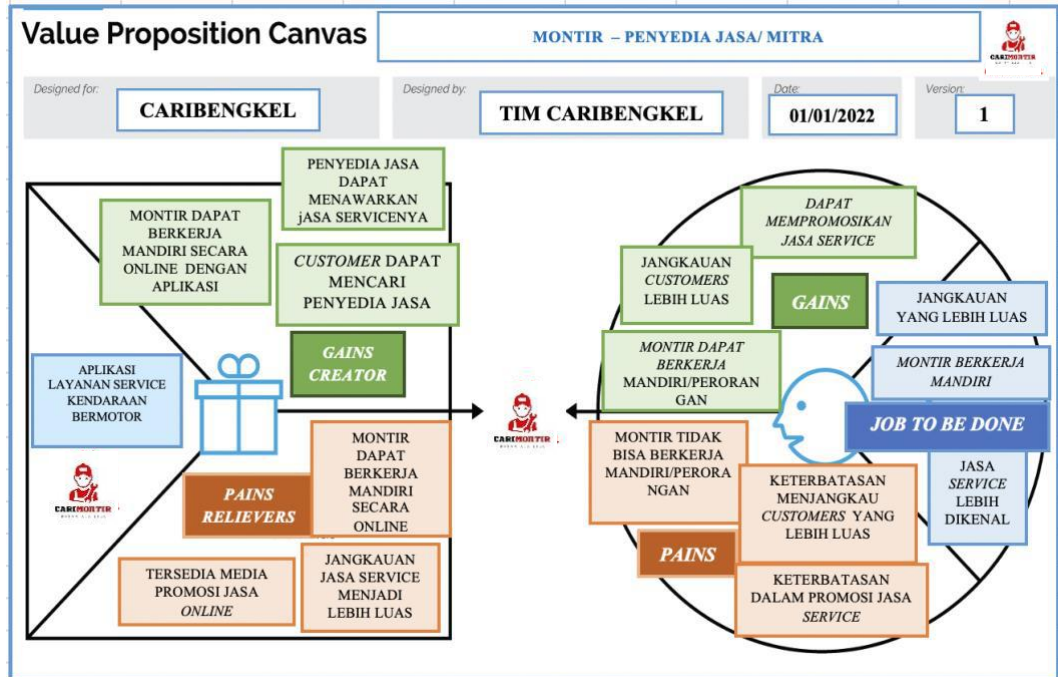 Value Proposition Canvas
MONTIR – PENYEDIA JASA/ MITRA
CARIMONTIR
Designed for:
CARIBENGKEL
Designed by:
TIM CARIBENGKEL
Date:
01/01/2022
Version:
1
PENYEDIA JASA
DAPAT
MENAWARKAN
jASA SERVICENYA
MONTIR DAPAT
BERKERJA
MANDIRI SECARA
ONLINE DENGAN
APLIKASI
CUSTOMER DAPAT
MENCARI
PENYEDIA JASA
GAINS
CREATOR
APLIKASI
LAYANAN SERVICE
KENDARAAN
BERMOTOR
CARIMONTIR
PAINS
RELIEVERS
MONTIR
DAPAT
BERKERJA
MANDIRI
SECARA
ONLINE
TERSEDIA MEDIA
PROMOSI JASA
ONLINE
JANGKAUAN
JASA SERVICE
MENJADI
LEBIH LUAS
CARIMONTIR
DAPAT
MEMPROMOSIKAN
JASA SERVICE
JANGKAUAN
CUSTOMERS
LEBIH LUAS
GAINS
MONTIR DAPAT
BERKERJA
MANDIRI/PERORAN
GAN
JANGKAUAN
YANG LEBIH LUAS
MONTIR BERKERJA
MANDIRI
JOB TO BE DONE
JASA
SERVICE
LEBIH
DIKENAL
MONTIR TIDAK
BISA BERKERJA
MANDIRI/PERORA
NGAN
KETERBATASAN
MENJANGKAU
CUSTOMERS YANG
LEBIH LUAS
PAINS
KETERBATASAN
DALAM PROMOSI JASA
SERVICE